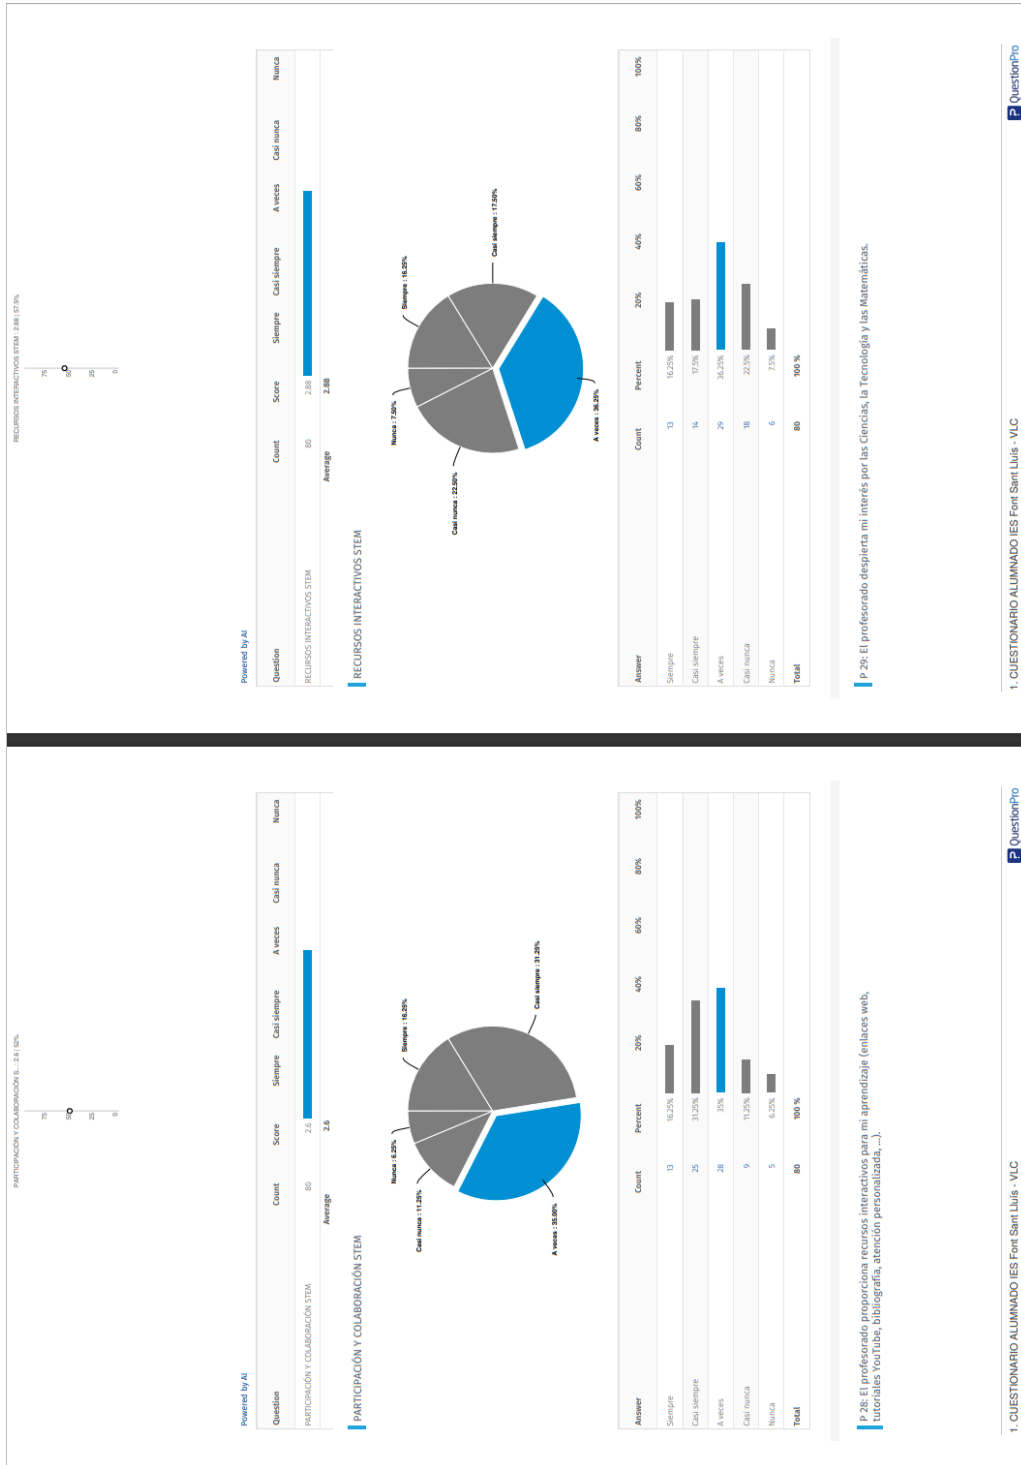 PARTICIPACIÓN Y COLABORACIÓN S... : 2.6 | 52%
75
50
25
0
Powered by AI
Question Count Score Siempre Casi siempre A veces Casi nunca Nunca
PARTICIPACIÓN Y COLABORACIÓN STEM 80 2.6
Average 2.6
PARTICIPACIÓN Y COLABORACIÓN STEM
Nunca : 6.25%
Siempre : 16.25%
Casi nunca : 11.25%
Casi siempre : 31.25%
A veces : 35.00%
Answer Count Percent 20% 40% 60% 80% 100%
Siempre 13 16.25%
Casi siempre 25 31.25%
A veces 28 35%
Casi nunca 9 11.25%
Nunca 5 6.25%
Total 80 100 %
P 28: El profesorado proporciona recursos interactivos para mi aprendizaje (enlaces web,
tutoriales YouTube, bibliografía, atención personalizada, ...).
1. CUESTIONARIO ALUMNADO IES Font Sant Lluís - VLC QuestionPro
RECURSOS INTERACTIVOS STEM : 2.88 | 57.5%
75
50
25
0
Powered by AI
Question Count Score Siempre Casi siempre A veces Casi nunca Nunca
RECURSOS INTERACTIVOS STEM 80 2.88
Average 2.88
RECURSOS INTERACTIVOS STEM
Nunca : 7.50%
Siempre : 16.25%
Casi nunca : 22.50%
Casi siempre : 17.50%
A veces : 36.25%
Answer Count Percent 20% 40% 60% 80% 100%
Siempre 13 16.25%
Casi siempre 14 17.5%
A veces 29 36.25%
Casi nunca 18 22.5%
Nunca 6 7.5%
Total 80 100 %
P 29: El profesorado despierta mi interés por las Ciencias, la Tecnología y las Matemáticas.
1. CUESTIONARIO ALUMNADO IES Font Sant Lluís - VLC QuestionPro